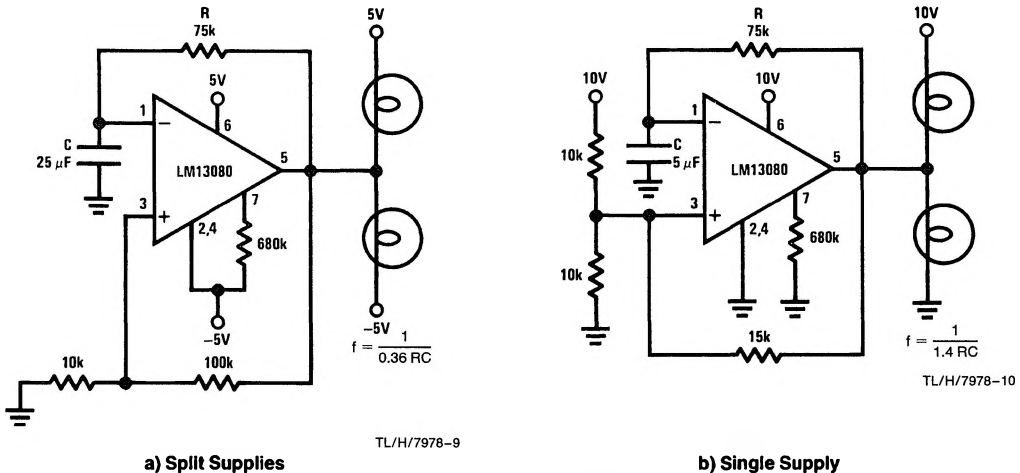 R
75k
5V
5V
1
−
6
C
25 μF
LM13080
5
3
+
7
2,4
680k
−5V
−5V
f = 1
0.36 RC
10k
100k
TL/H/7978–9
a) Split Supplies
R
75k
10V
10V
10V
1
−
6
10k
C
5 μF
LM13080
5
3
+
7
2,4
680k
10k
15k
f = 1
1.4 RC
TL/H/7978–10
b) Single Supply